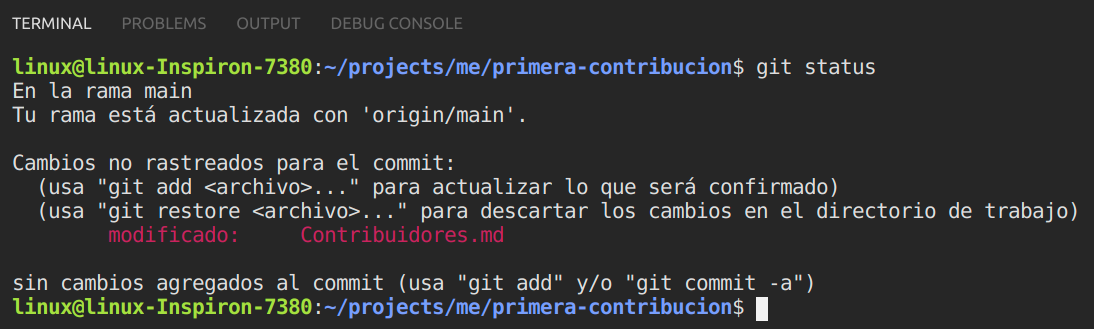 TERMINAL PROBLEMS OUTPUT DEBUG CONSOLE
linux@linux-Inspiron-7380:~/projects/me/primera-contribucion$ git status
En la rama main
Tu rama está actualizada con 'origin/main'.
Cambios no rastreados para el commit:
(usa "git add <archivo>..." para actualizar lo que será confirmado)
(usa "git restore <archivo>..." para descartar los cambios en el directorio de trabajo)
modificado: Contribuidores.md
sin cambios agregados al commit (usa "git add" y/o "git commit -a")
linux@linux-Inspiron-7380:~/projects/me/primera-contribucion$